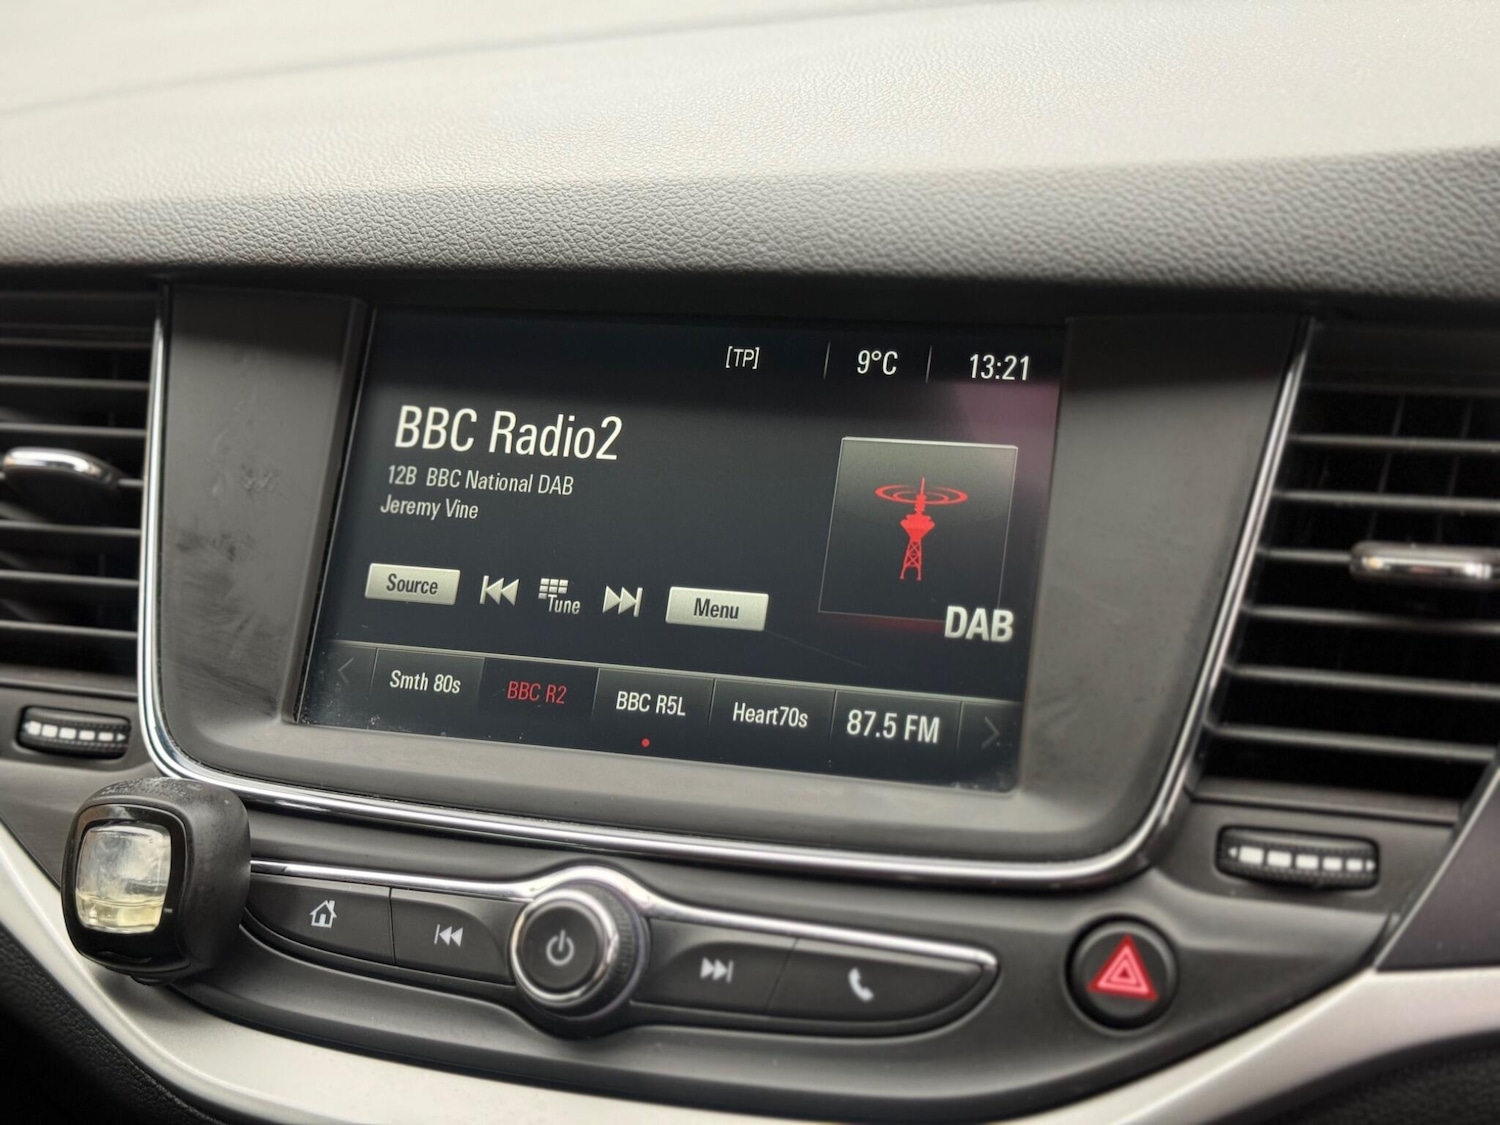 [TP] 9°C 13:21
BBC Radio2
12B BBC National DAB
Jeremy Vine
Source Tune Menu
DAB
Smth 80s BBC R2 BBC R5L Heart70s 87.5 FM